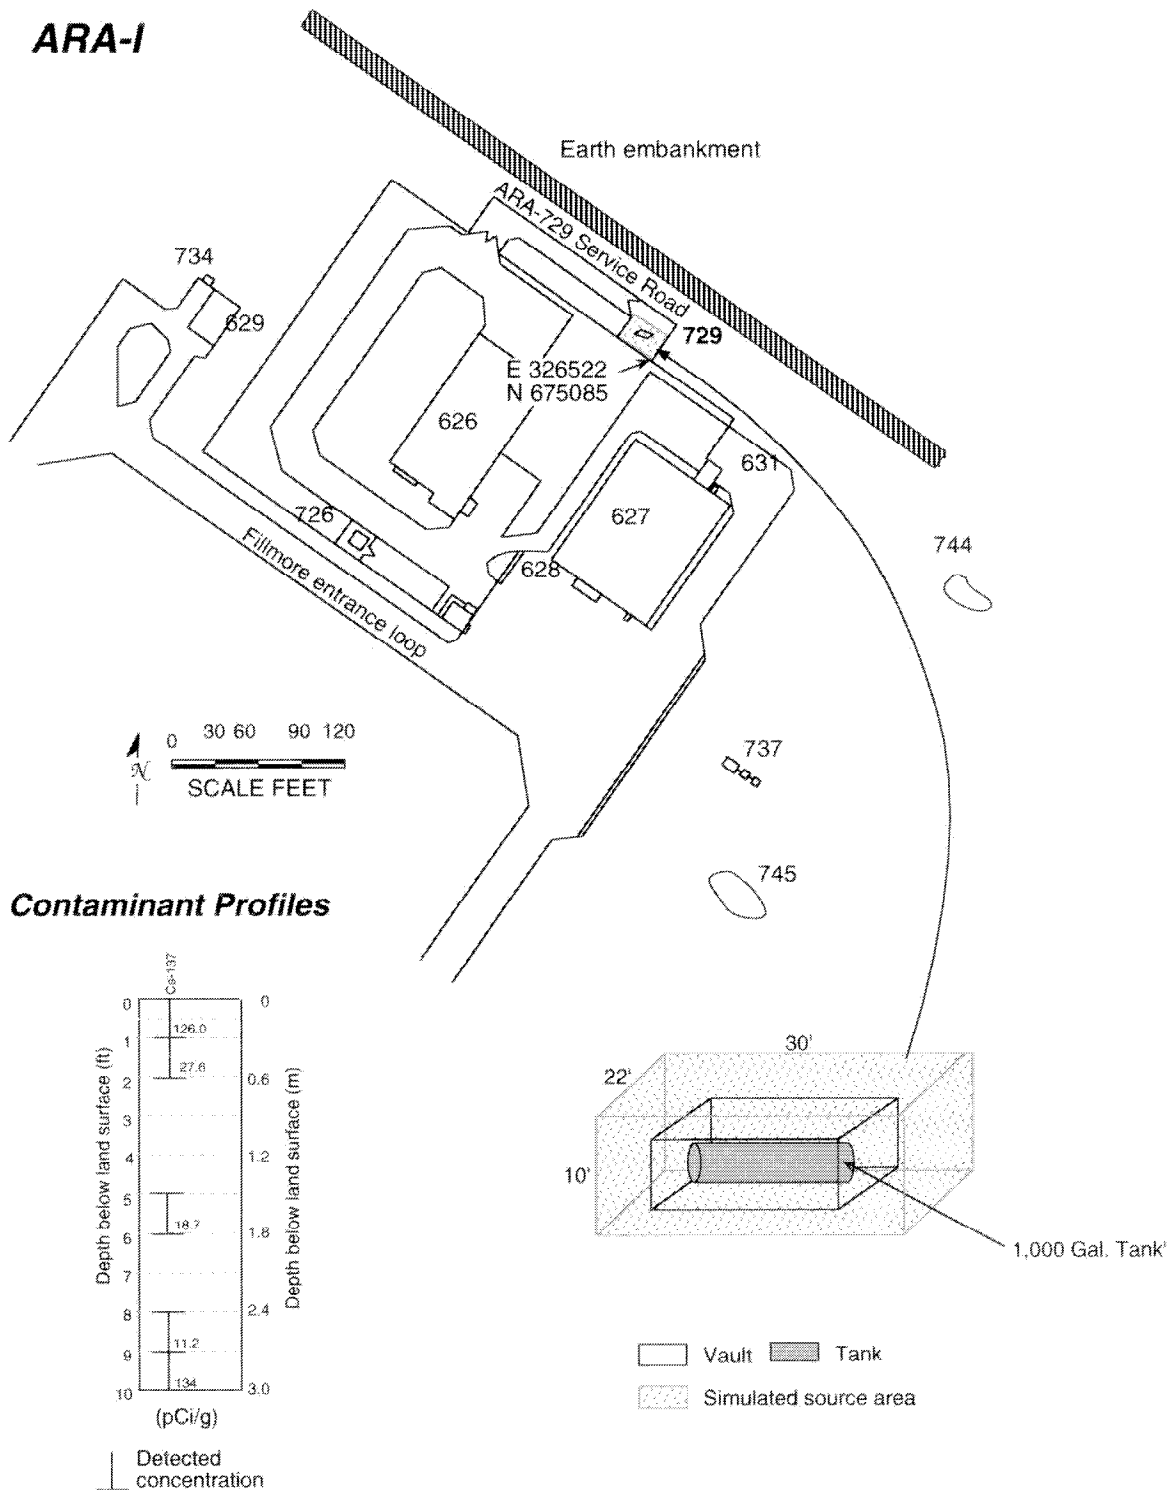 ARA-I
Earth embankment
ARA-729 Service Road
734
629
729
E 326522
N 675085
626
631
627
726
628
744
Fillmore entrance loop
0 30 60 90 120
N
SCALE FEET
737
745
Contaminant Profiles
Cs-137
Depth below land surface (ft)
0
1
2
3
4
5
6
7
8
9
10
126.0
27.6
18.7
11.2
134
0
0.6
1.2
1.8
2.4
3.0
Depth below land surface (m)
(pCi/g)
Detected
concentration
30'
22'
10'
1,000 Gal. Tank'
Vault
Tank
Simulated source area